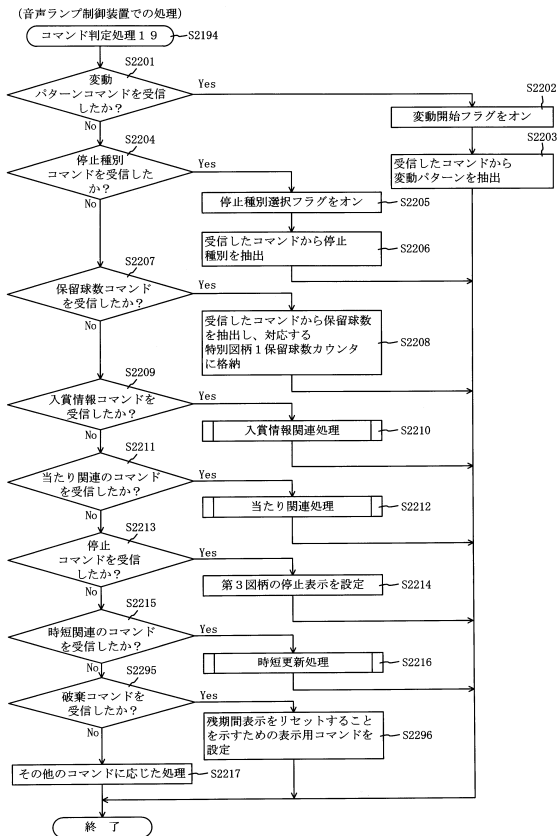 (音声ランプ制御装置での処理)
コマンド判定処理19
S2194
S2201
変動
パターンコマンドを受信
したか?
Yes
No
S2202
変動開始フラグをオン
S2203
受信したコマンドから
変動パターンを抽出
S2204
停止種別
コマンドを受信した
か?
Yes
No
停止種別選択フラグをオン
S2205
受信したコマンドから停止
種別を抽出
S2206
S2207
保留球数コマンド
を受信したか?
Yes
No
受信したコマンドから保留球数
を抽出し、対応する
特別図柄1保留球数カウンタ
に格納
S2208
S2209
入賞情報コマンドを
受信したか?
Yes
No
入賞情報関連処理
S2210
S2211
当たり関連のコマンド
を受信したか?
Yes
No
当たり関連処理
S2212
S2213
停止
コマンドを受信
したか?
Yes
No
第3図柄の停止表示を設定
S2214
S2215
時短関連のコマンド
を受信したか?
Yes
No
時短更新処理
S2216
S2295
破棄コマンドを
受信したか?
Yes
No
残期間表示をリセットすること
を示すための表示用コマンドを
設定
S2296
その他のコマンドに応じた処理
S2217
終 了